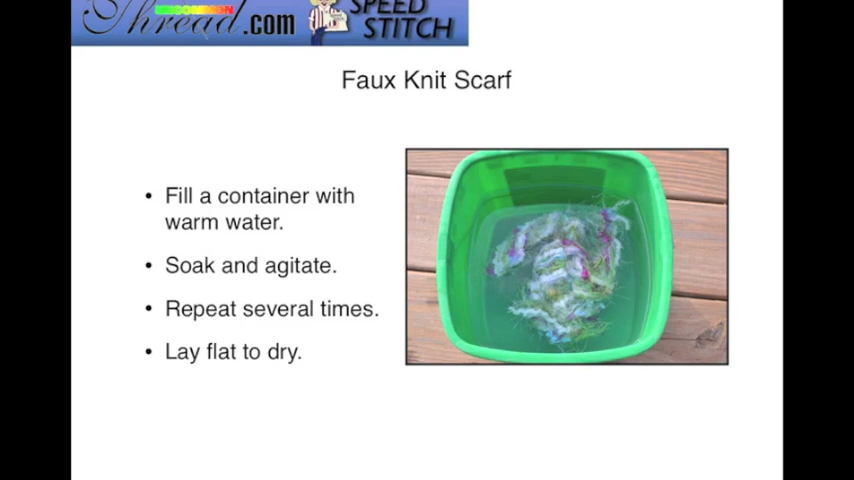 UNCOMMON
Thread.com
SPEED
STITCH
Faux Knit Scarf
• Fill a container with
warm water.
• Soak and agitate.
• Repeat several times.
• Lay flat to dry.